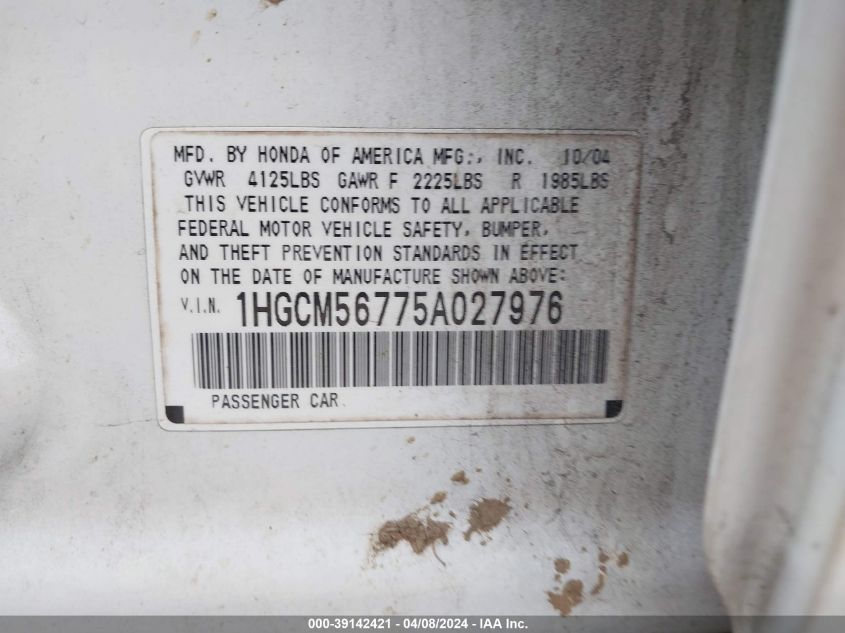 MFD. BY HONDA OF AMERICA MFG., INC. 10/04
GVWR 4125LBS GAWR F 2225LBS R 1985LBS
THIS VEHICLE CONFORMS TO ALL APPLICABLE
FEDERAL MOTOR VEHICLE SAFETY, BUMPER,
AND THEFT PREVENTION STANDARDS IN EFFECT
ON THE DATE OF MANUFACTURE SHOWN ABOVE:
V.I.N. 1HGCM56775A027976
PASSENGER CAR
000-39142421 - 04/08/2024 - IAA Inc.